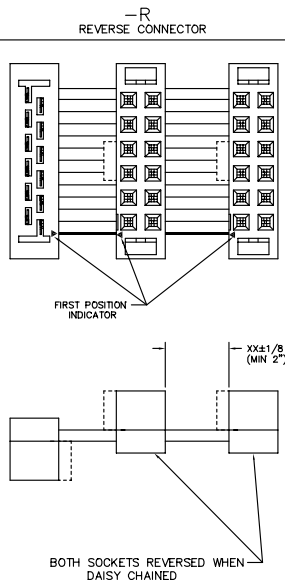 -R
REVERSE CONNECTOR
FIRST POSITION
INDICATOR
XX±1/8
(MIN 2")
BOTH SOCKETS REVERSED WHEN
DAISY CHAINED